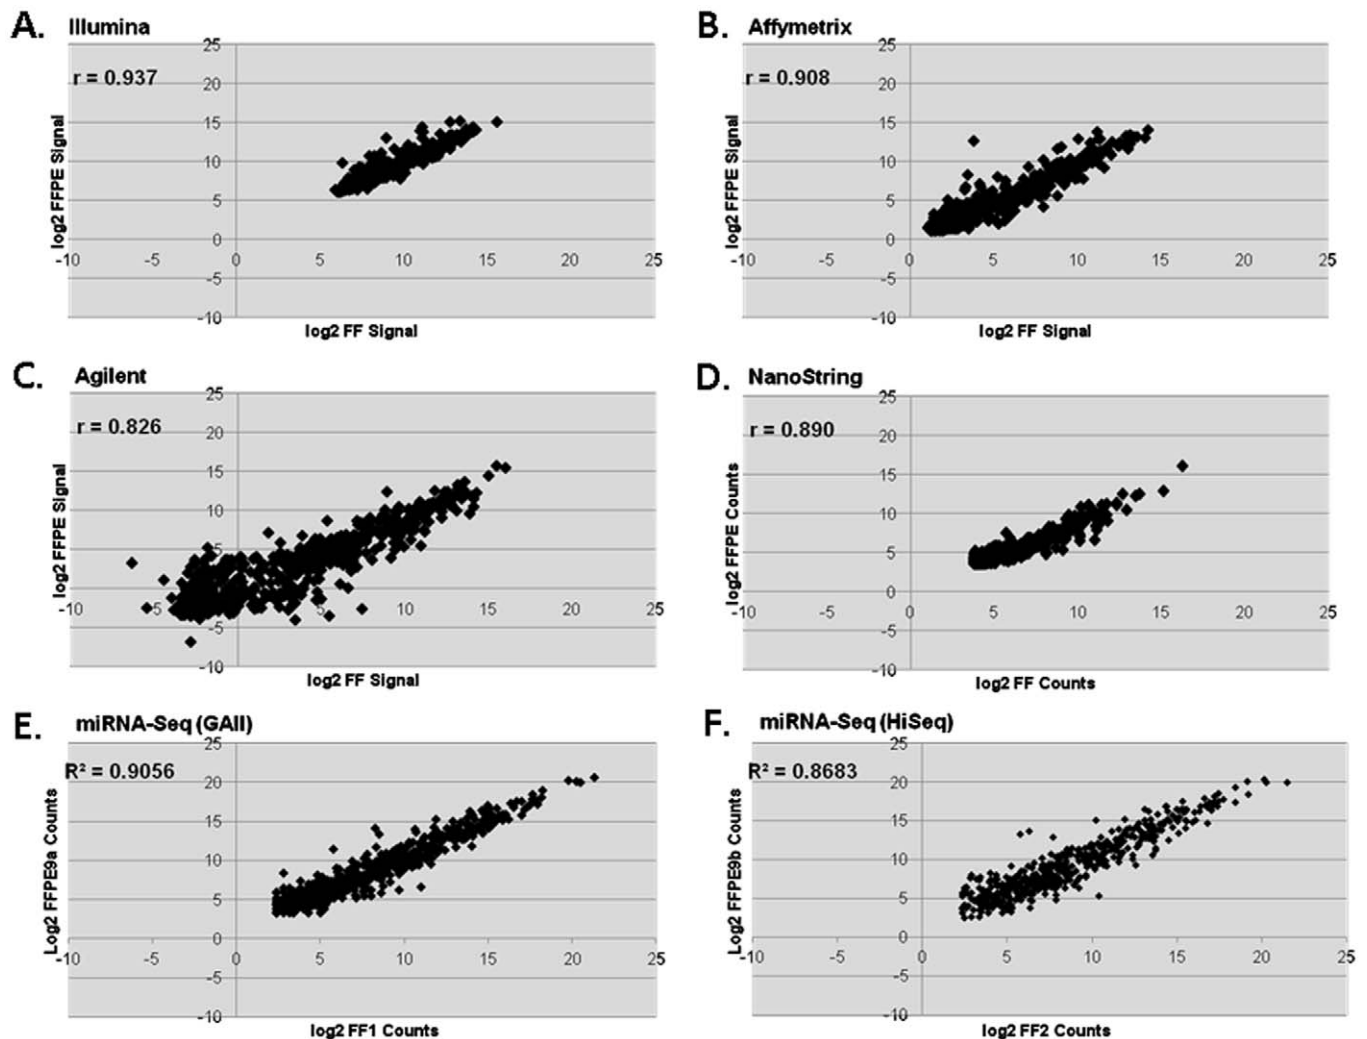 A. Illumina
r = 0.937
25
20
15
10
5
0
-5
-10
-10 -5 0 5 10 15 20 25
log2 FFPE Signal
log2 FF Signal
B. Affymetrix
r = 0.908
25
20
15
10
5
0
-5
-10
-10 0 5 10 15 20 25
log2 FFPE Signal
log2 FF Signal
C. Agilent
r = 0.826
25
20
15
10
5
-5
-10
-10 5 5 10 15 20 25
log2 FFPE Signal
log2 FF Signal
D. NanoString
r = 0.890
25
20
15
10
5
0
-5
-10
-10 -5 0 5 10 15 20 25
log2 FFPE Counts
log2 FF Counts
E. miRNA-Seq (GAII)
R² = 0.9056
25
20
15
10
5
0
-5
-10
-10 -5 0 5 10 15 20 25
Log2 FFPE9a Counts
log2 FF1 Counts
F. miRNA-Seq (HiSeq)
R² = 0.8683
25
20
15
10
5
0
-5
-10
-10 -5 0 5 10 15 20 25
Log2 FFPE9b Counts
log2 FF2 Counts